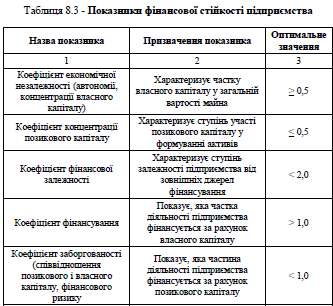 Таблиця 8.3 - Показники фінансової стійкості підприємства
Назва показника
Призначення показника
Оптимальне
значення
1
2
3
Коефіцієнт економічної
незалежності (автономії,
концентрації власного
капіталу)
Характеризує частку
власного капіталу у загальній
вартості майна
≥ 0,5
Коефіцієнт концентрації
позикового капіталу
Характеризує ступінь участі
позикового капіталу у
формуванні активів
≤ 0,5
Коефіцієнт фінансової
залежності
Характеризує ступінь
залежності підприємства від
зовнішніх джерел
фінансування
< 2,0
Коефіцієнт фінансування
Показує, яка частка
діяльності підприємства
фінансується за рахунок
власного капіталу
> 1,0
Коефіцієнт заборгованості
(співвідношення
позикового і власного
капіталу, фінансового
ризику
Показує, яка частина
діяльності підприємства
фінансується за рахунок
позикового капіталу
< 1,0